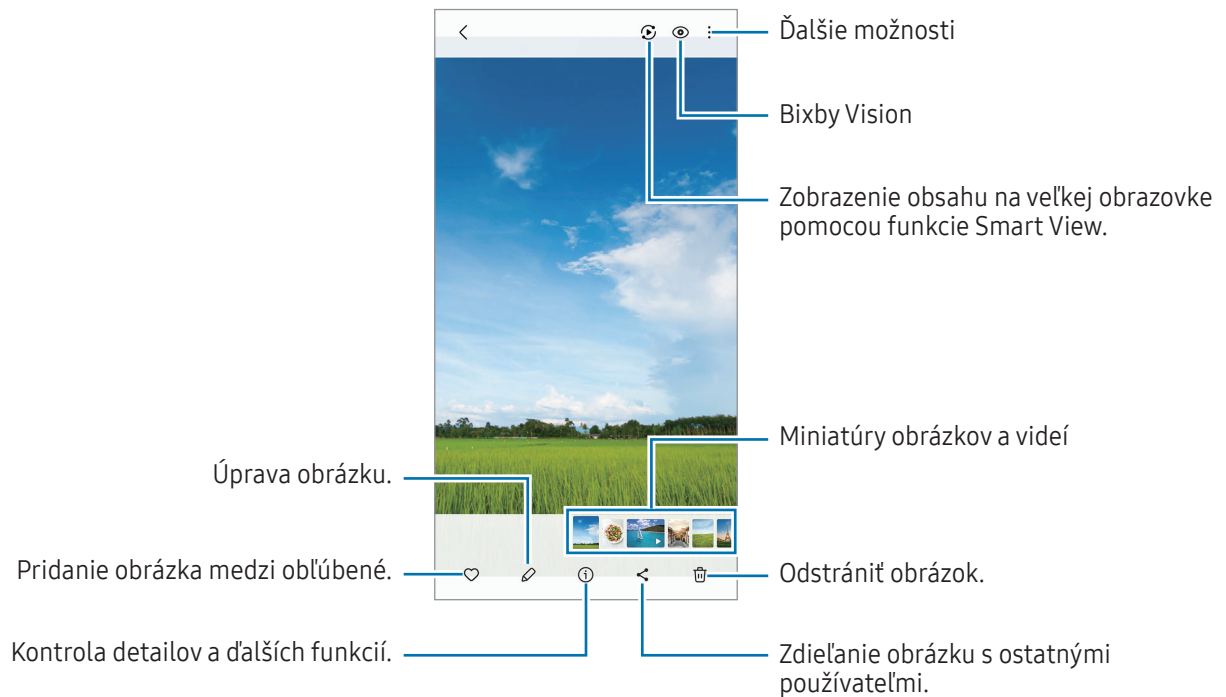 Ďalšie možnosti
Bixby Vision
Zobrazenie obsahu na veľkej obrazovke
pomocou funkcie Smart View.
Miniatúry obrázkov a videí
Úprava obrázku.
Pridanie obrázka medzi obľúbené.
Odstrániť obrázok.
Kontrola detailov a ďalších funkcií.
Zdieľanie obrázku s ostatnými
používateľmi.